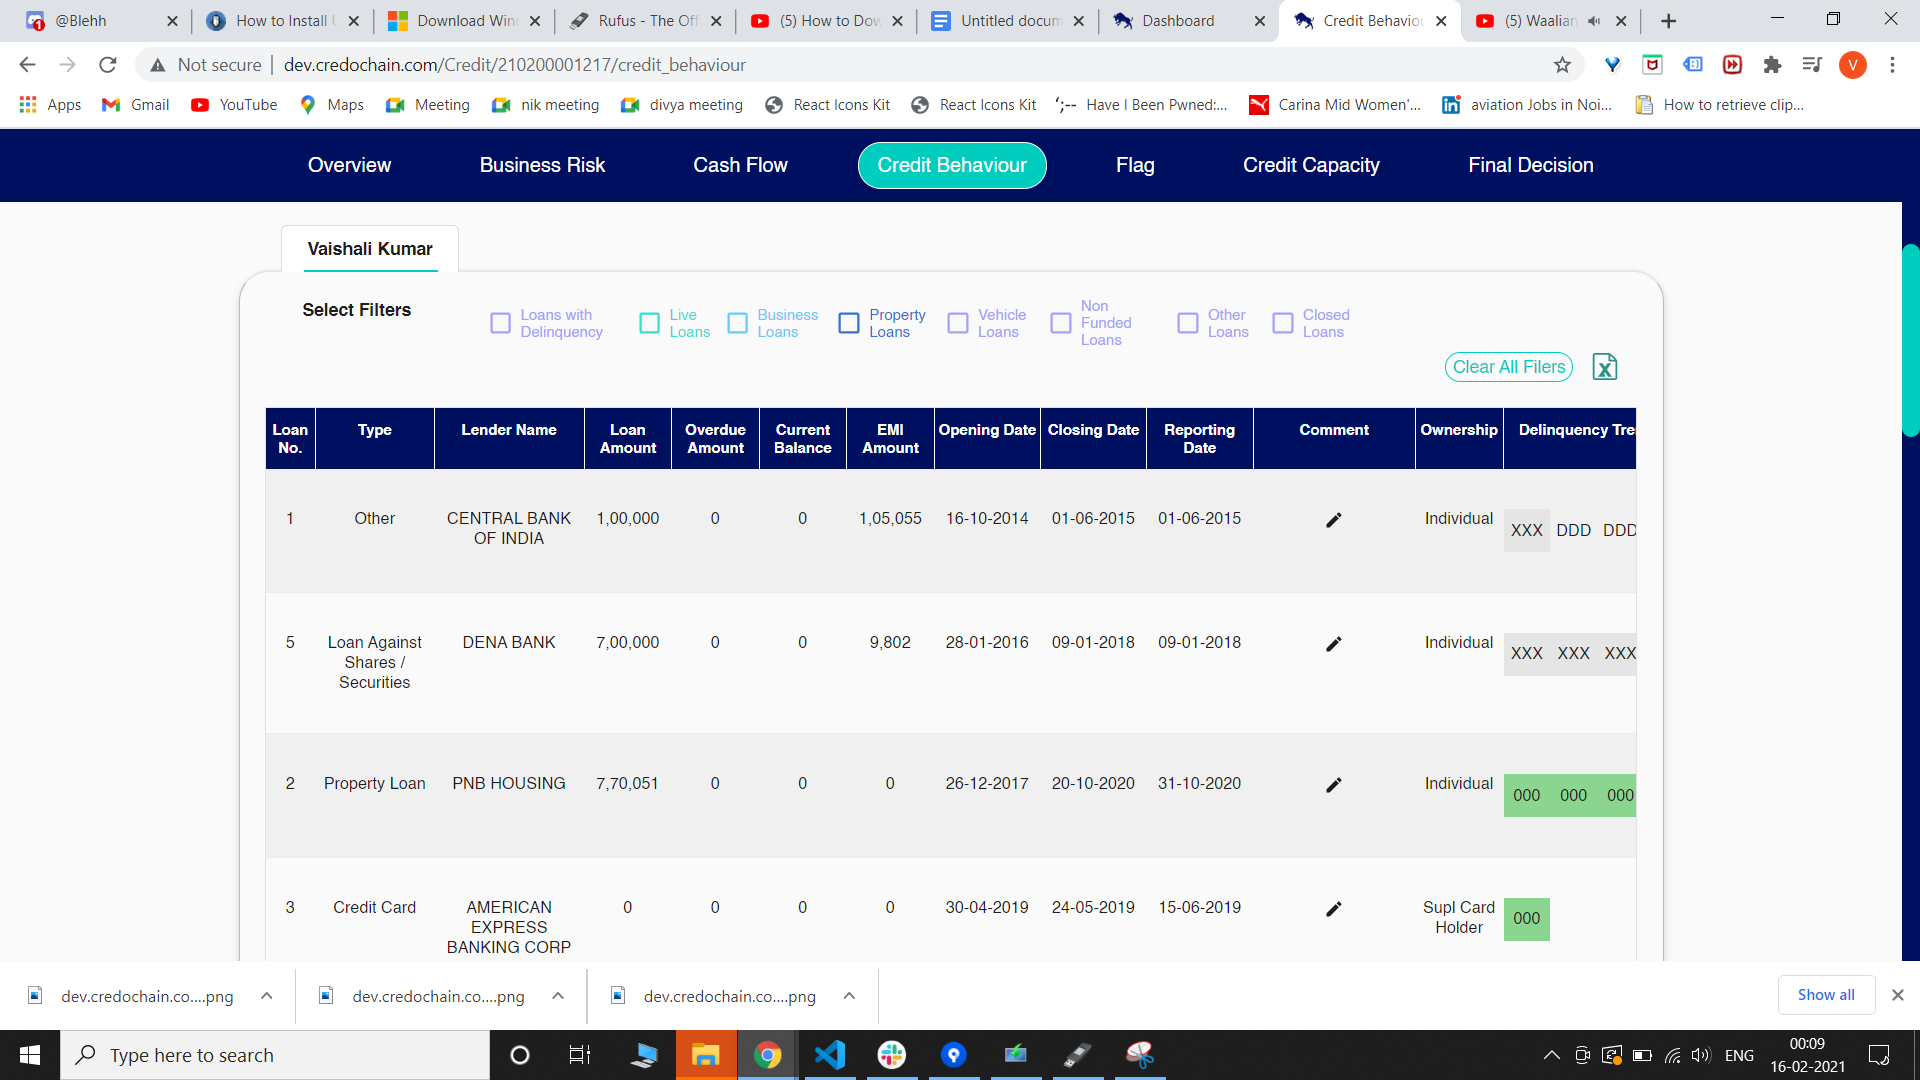 @Blehh
How to Install U
Download Wind
Rufus - The Offi
(5) How to Dow
Untitled docum
Dashboard
Credit Behaviou
(5) Waalian
Not secure
dev.credochain.com/Credit/210200001217/credit_behaviour
V
Apps
Gmail
YouTube
Maps
Meeting
nik meeting
divya meeting
React Icons Kit
React Icons Kit
Have I Been Pwned:...
Carina Mid Women'...
aviation Jobs in Noi...
How to retrieve clip...
Overview
Business Risk
Cash Flow
Credit Behaviour
Flag
Credit Capacity
Final Decision
Vaishali Kumar
Select Filters
Loans with
Delinquency
Live
Loans
Business
Loans
Property
Loans
Vehicle
Loans
Non
Funded
Loans
Other
Loans
Closed
Loans
Clear All Filers
Loan No. Type Lender Name Loan Amount Overdue Amount Current Balance EMI Amount Opening Date Closing Date Reporting Date Comment Ownership Delinquency Tre
1 Other CENTRAL BANK OF INDIA 1,00,000 0 0 1,05,055 16-10-2014 01-06-2015 01-06-2015 Individual XXX DDD DDD
5 Loan Against Shares / Securities DENA BANK 7,00,000 0 0 9,802 28-01-2016 09-01-2018 09-01-2018 Individual XXX XXX XXX
2 Property Loan PNB HOUSING 7,70,051 0 0 0 26-12-2017 20-10-2020 31-10-2020 Individual 000 000 000
3 Credit Card AMERICAN EXPRESS BANKING CORP 0 0 0 0 30-04-2019 24-05-2019 15-06-2019 Supl Card Holder 000
dev.credochain.co....png
dev.credochain.co....png
dev.credochain.co....png
Show all
Type here to search
ENG
00:09
16-02-2021